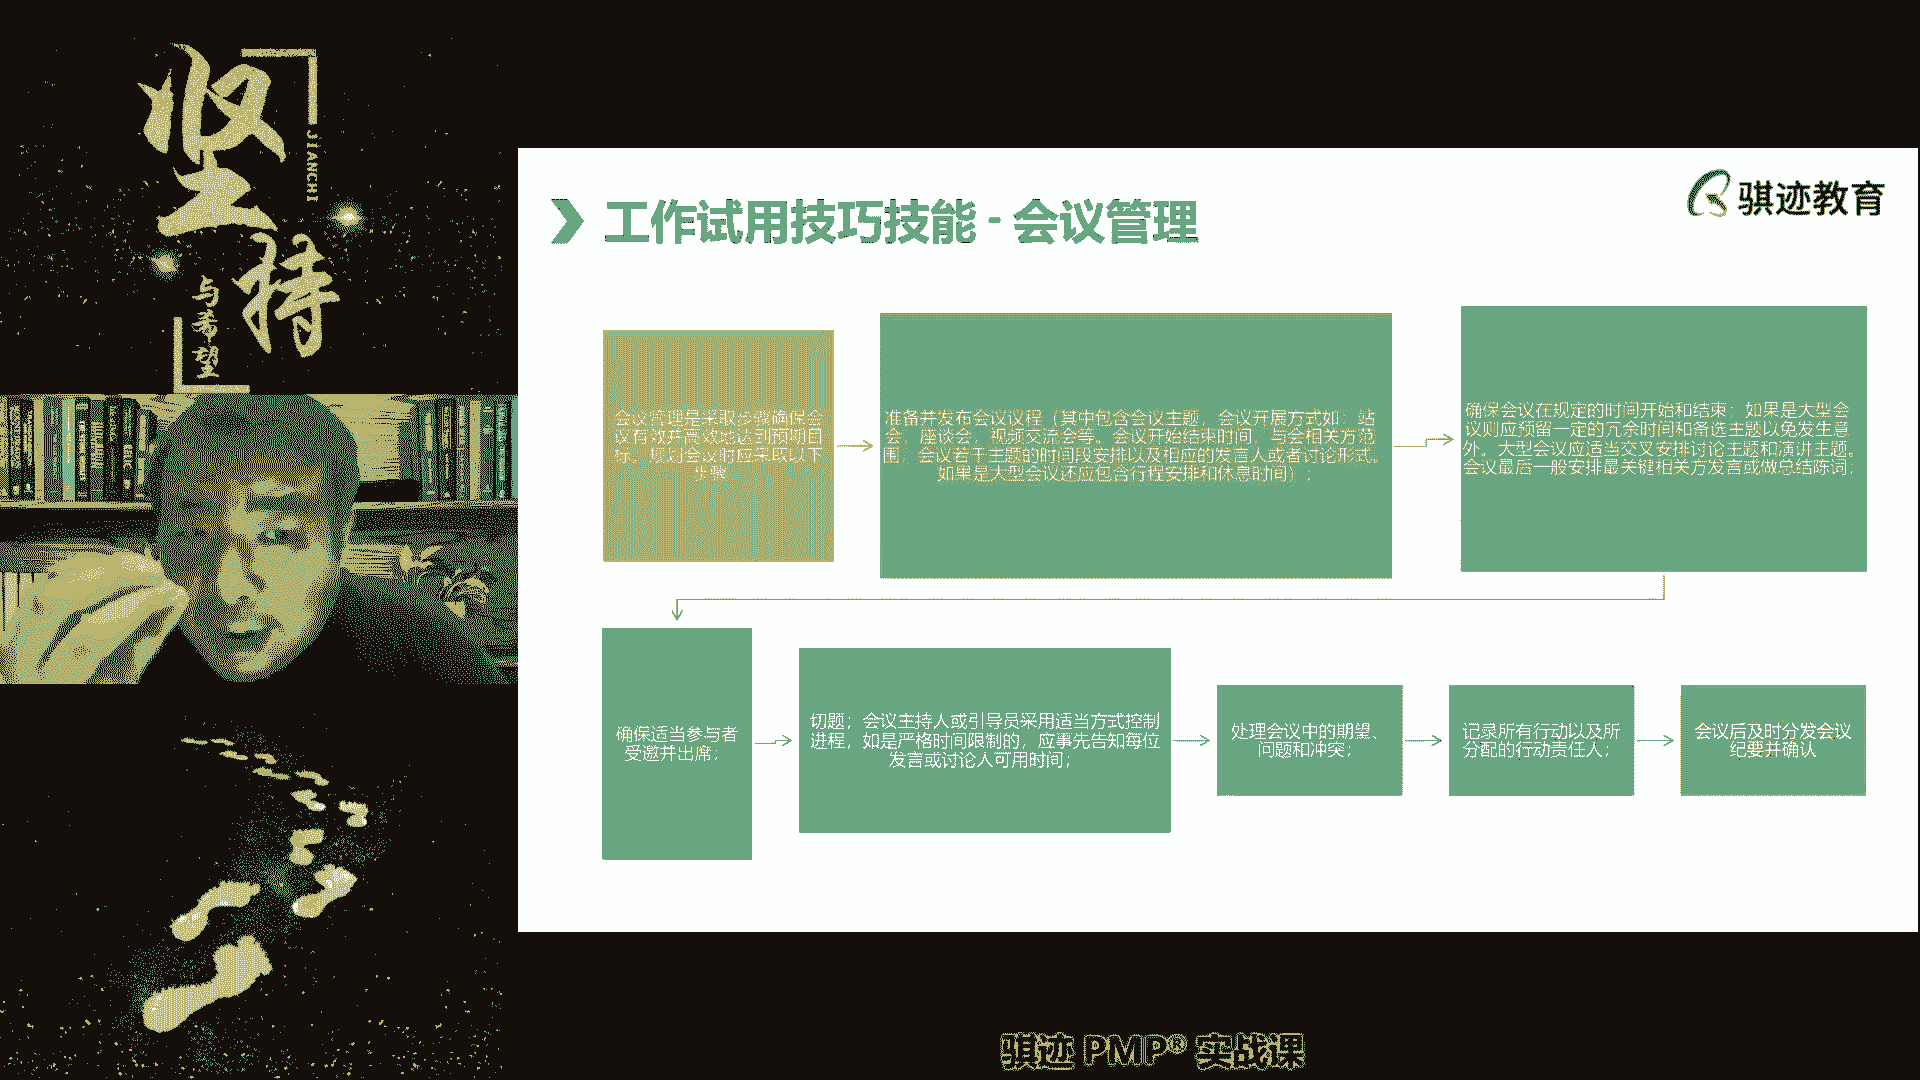 坚持
JIANCHI
与希望
工作试用技巧技能 - 会议管理
骐迹教育
会议管理是采取步骤确保会
议有效并高效地达到预期目
标。规划会议时应采取以下
步骤:
准备并发布会议议程（其中包含会议主题，会议开展方式如：站
会，座谈会，视频交流会等。会议开始结束时间，与会相关方范
围，会议若干主题的时间段安排以及相应的发言人或者讨论形式。
如果是大型会议还应包含行程安排和休息时间）；
确保会议在规定的时间开始和结束；如果是大型会
议则应预留一定的冗余时间和备选主题以免发生意
外。大型会议应适当交叉安排讨论主题和演讲主题。
会议最后一般安排最关键相关方发言或做总结陈词；
确保适当参与者
受邀并出席；
切题；会议主持人或引导员采用适当方式控制
进程，如是严格时间限制的，应事先告知每位
发言或讨论人可用时间；
处理会议中的期望、
问题和冲突；
记录所有行动以及所
分配的行动责任人；
会议后及时分发会议
纪要并确认
骐迹 PMP® 实战课